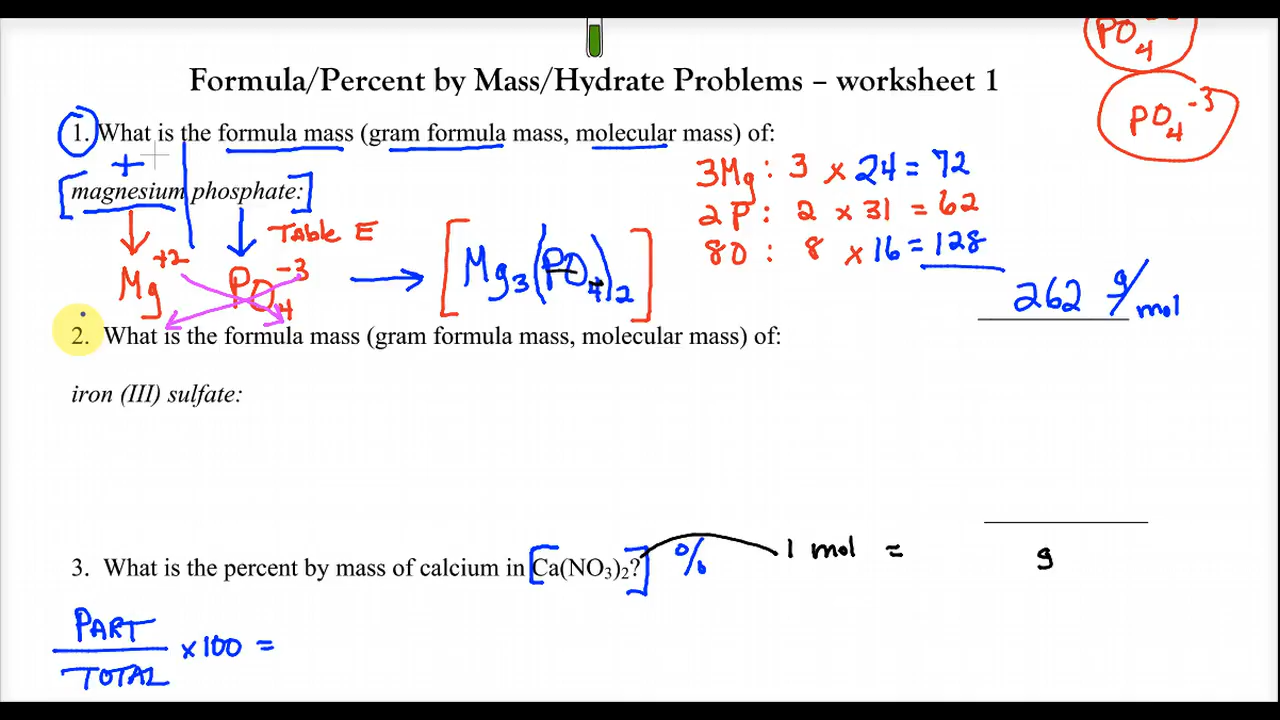 PO4
Formula/Percent by Mass/Hydrate Problems – worksheet 1
PO4 -3
1. What is the formula mass (gram formula mass, molecular mass) of:
+
3Mg : 3 x 24 = 72
magnesium phosphate:
2P : 2 x 31 = 62
Table E
8O : 8 x 16 = 128
Mg +2 PO4 -3 → [Mg3(PO4)2]
262 g/mol
2. What is the formula mass (gram formula mass, molecular mass) of:
iron (III) sulfate:
3. What is the percent by mass of calcium in [Ca(NO3)2?] % 1 mol = g
PART
TOTAL
x 100 =